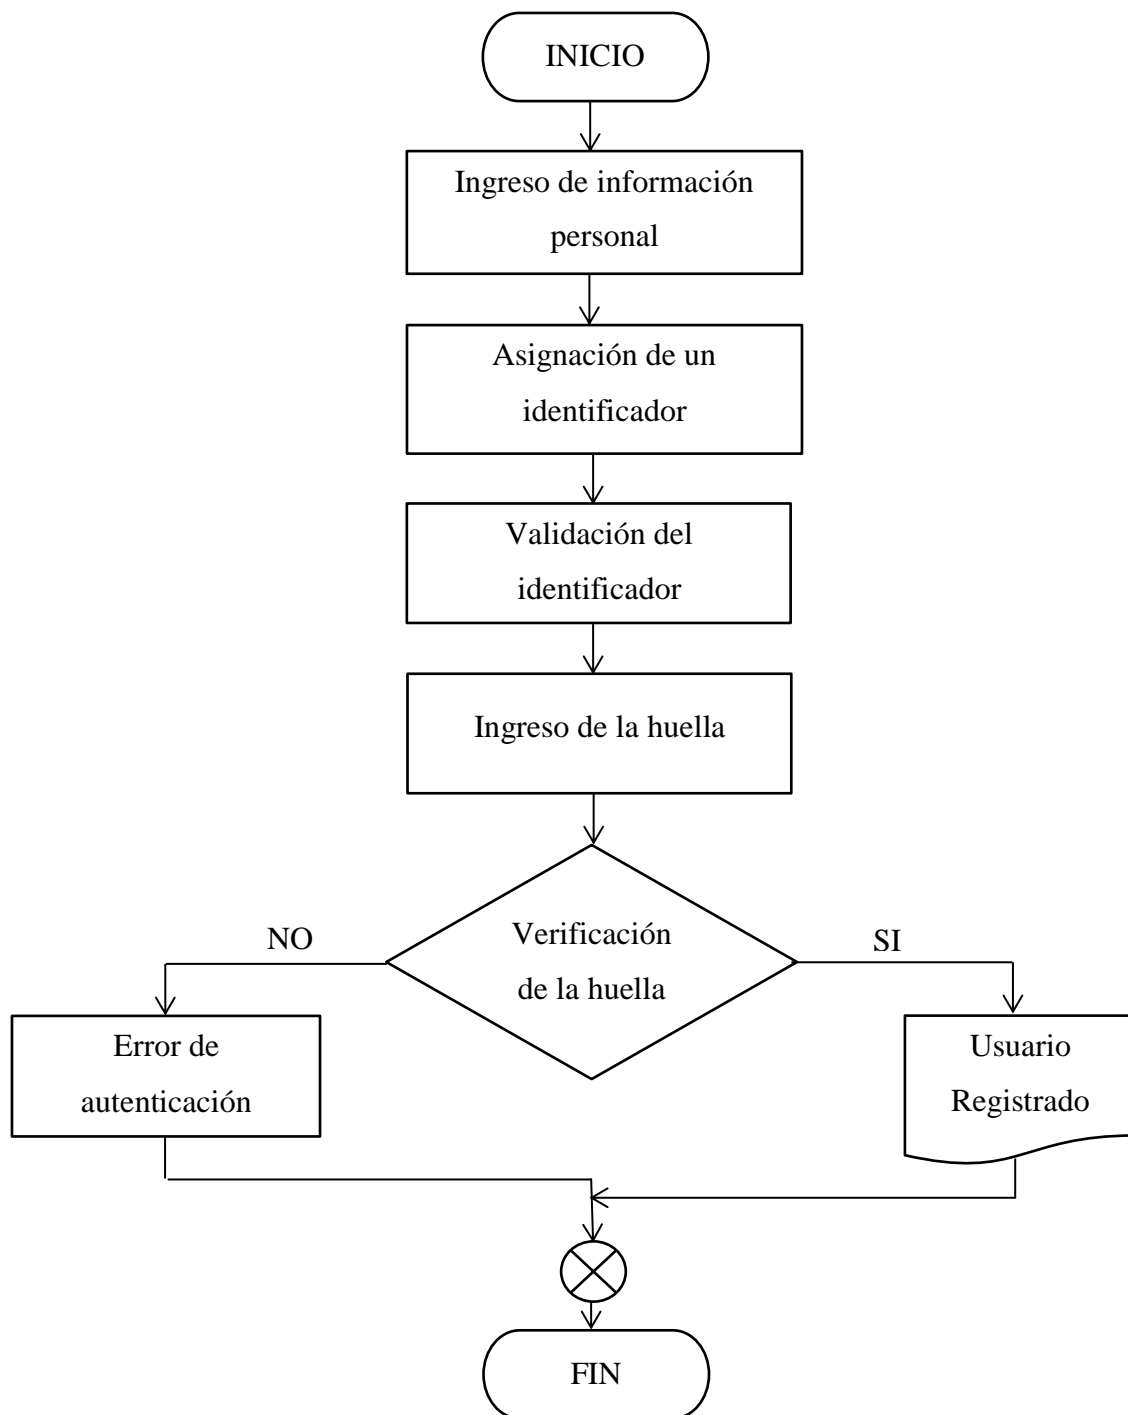 INICIO
Ingreso de información
personal
Asignación de un
identificador
Validación del
identificador
Ingreso de la huella
Verificación
de la huella
NO
SI
Error de
autenticación
Usuario
Registrado
FIN